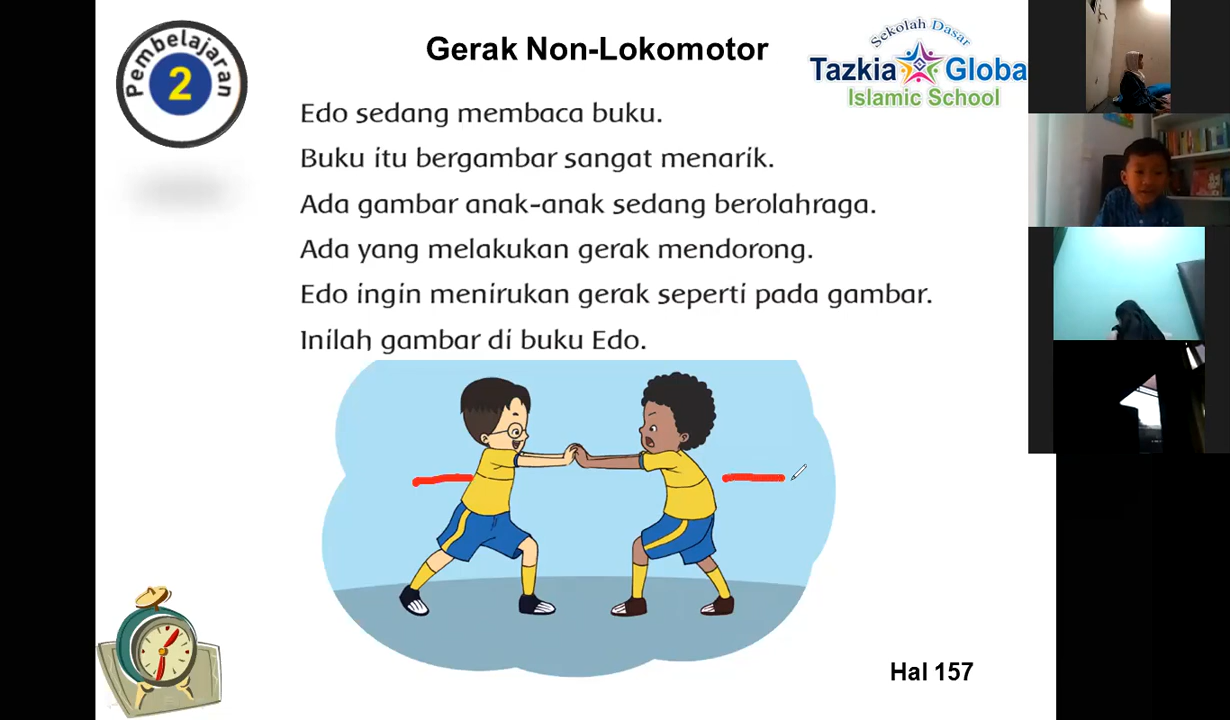 Pembelajaran
2
Gerak Non-Lokomotor
Sekolah Dasar
Tazkia Globa
Islamic School
Edo sedang membaca buku.
Buku itu bergambar sangat menarik.
Ada gambar anak-anak sedang berolahraga.
Ada yang melakukan gerak mendorong.
Edo ingin menirukan gerak seperti pada gambar.
Inilah gambar di buku Edo.
Hal 157